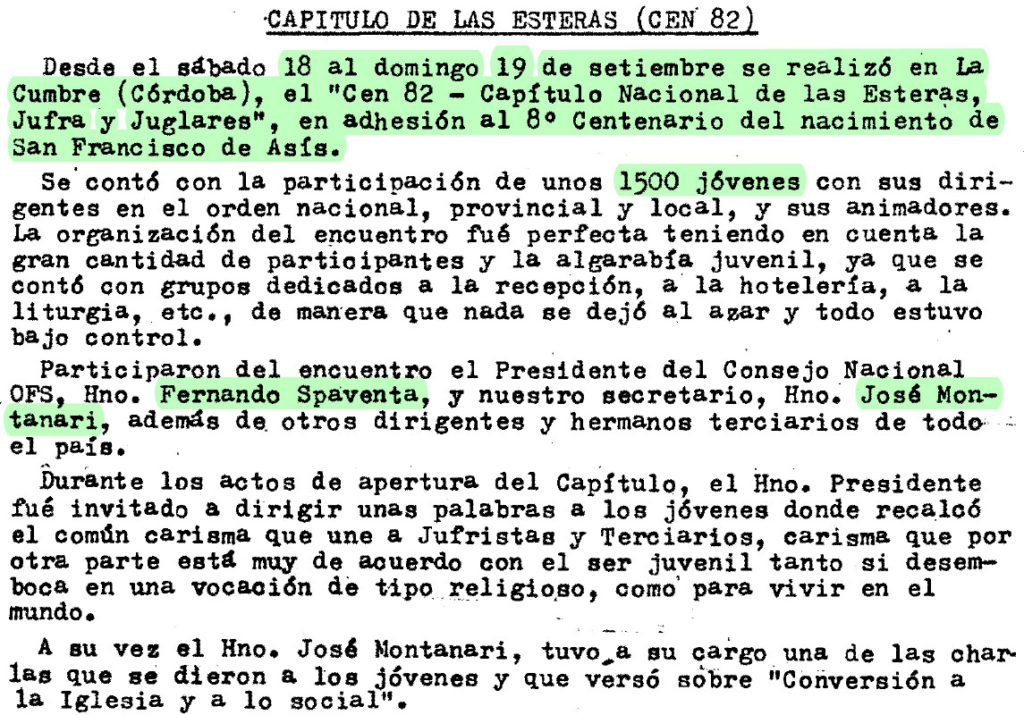 CAPITULO DE LAS ESTERAS (CEN 82)
Desde el sábado 18 al domingo 19 de setiembre se realizó en La
Cumbre (Córdoba), el "Cen 82 - Capítulo Nacional de las Esteras,
Jufra y Juglares", en adhesión al 8º Centenario del nacimiento de
San Francisco de Asís.
Se contó con la participación de unos 1500 jóvenes con sus diri-
gentes en el orden nacional, provincial y local, y sus animadores.
La organización del encuentro fué perfecta teniendo en cuenta la
gran cantidad de participantes y la algarabía juvenil, ya que se
contó con grupos dedicados a la recepción, a la hotelería, a la
liturgia, etc., de manera que nada se dejó al azar y todo estuvo
bajo control.
Participaron del encuentro el Presidente del Consejo Nacional
OFS, Hno. Fernando Spaventa, y nuestro secretario, Hno. José Mon-
tanari, además de otros dirigentes y hermanos terciarios de todo
el país.
Durante los actos de apertura del Capítulo, el Hno. Presidente
fué invitado a dirigir unas palabras a los jóvenes donde recalcó
el común carisma que une a Jufristas y Terciarios, carisma que por
otra parte está muy de acuerdo con el ser juvenil tanto si desem-
boca en una vocación de tipo religioso, como para vivir en el
mundo.
A su vez el Hno. José Montanari, tuvo a su cargo una de las char-
las que se dieron a los jóvenes y que versó sobre "Conversión a
la Iglesia y a lo social".